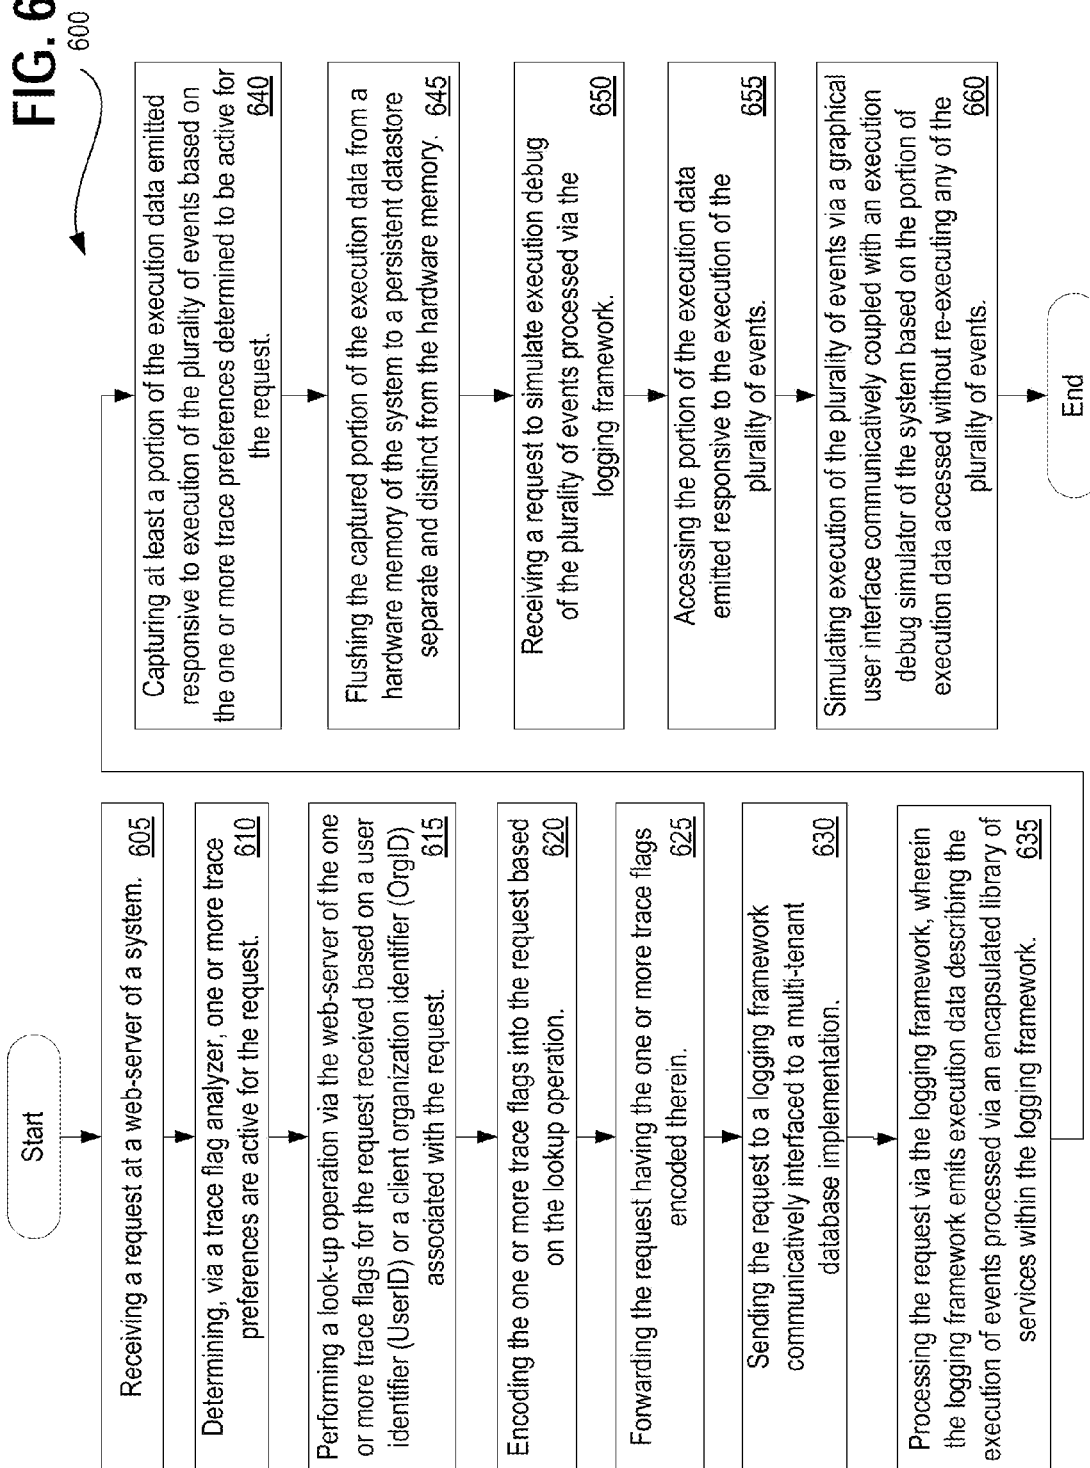 FIG. 6
600
Start
Receiving a request at a web-server of a system. 605
Determining, via a trace flag analyzer, one or more trace
preferences are active for the request. 610
Performing a look-up operation via the web-server of the one
or more trace flags for the request received based on a user
identifier (UserID) or a client organization identifier (OrgID)
associated with the request. 615
Encoding the one or more trace flags into the request based
on the lookup operation. 620
Forwarding the request having the one or more trace flags
encoded therein. 625
Sending the request to a logging framework
communicatively interfaced to a multi-tenant
database implementation. 630
Processing the request via the logging framework, wherein
the logging framework emits execution data describing the
execution of events processed via an encapsulated library of
services within the logging framework. 635
Capturing at least a portion of the execution data emitted
responsive to execution of the plurality of events based on
the one or more trace preferences determined to be active for
the request. 640
Flushing the captured portion of the execution data from a
hardware memory of the system to a persistent datastore
separate and distinct from the hardware memory. 645
Receiving a request to simulate execution debug
of the plurality of events processed via the
logging framework. 650
Accessing the portion of the execution data
emitted responsive to the execution of the
plurality of events. 655
Simulating execution of the plurality of events via a graphical
user interface communicatively coupled with an execution
debug simulator of the system based on the portion of
execution data accessed without re-executing any of the
plurality of events. 660
End